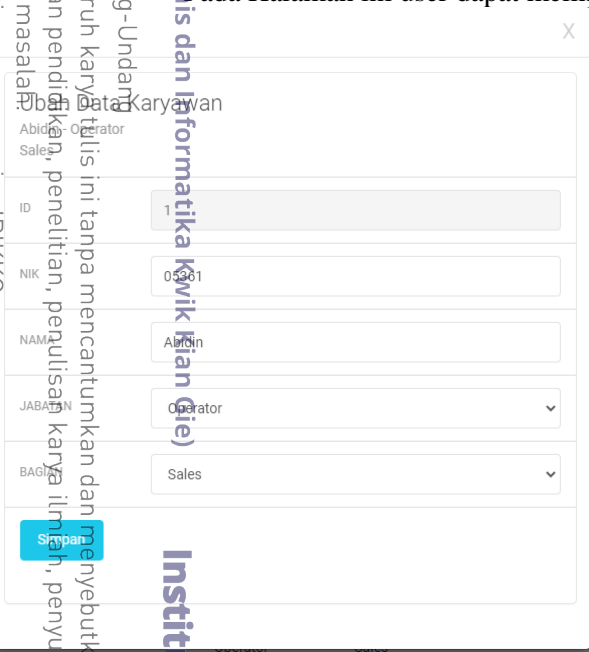 X
Ubah Data Karyawan
Abidin - Operator
Sales
ID
1
NIK
05361
NAMA
Abidin
JABATAN
Operator
BAGIAN
Sales
Simpan
Operator Sales
g-Undang
ruh karya tulis ini tanpa mencantumkan dan menyebutk
an pendidikan, penelitian, penulisan karya ilmiah, penyu
masalah.
is dan Informatika Kwik Kian Gie)
Instit